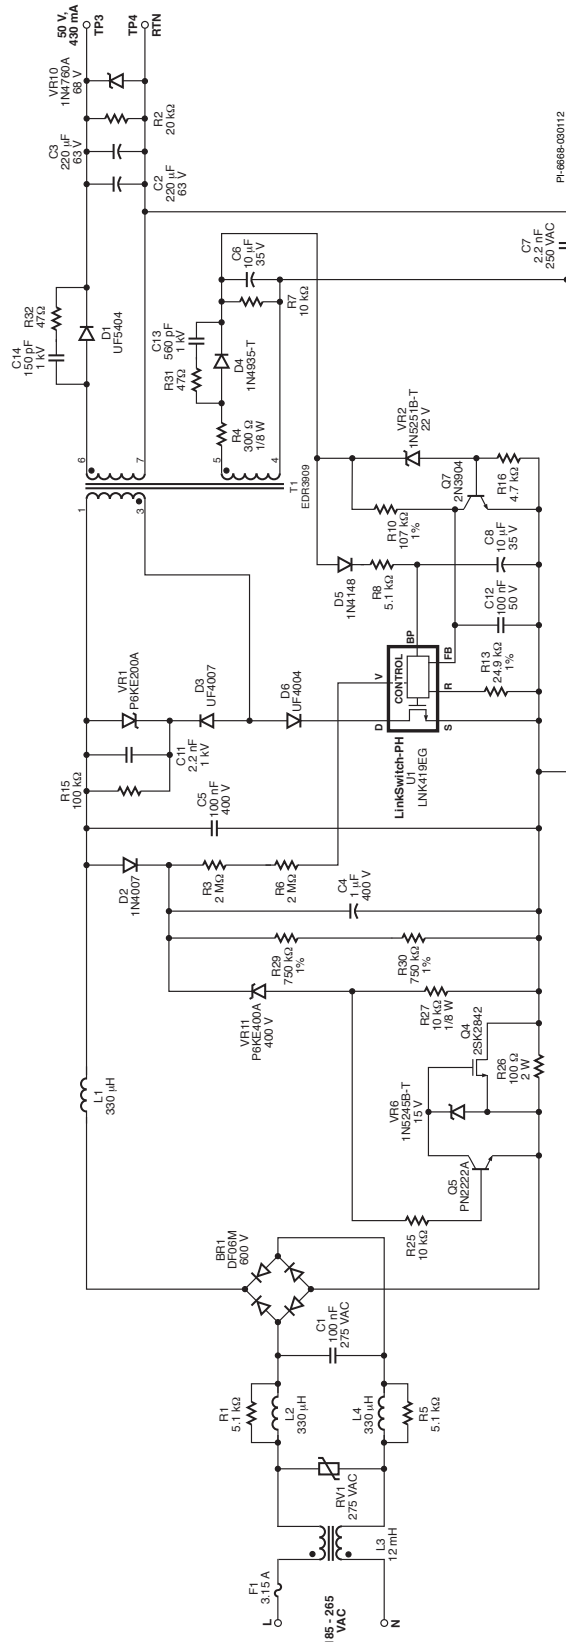 L
N
185 - 265
VAC
F1
3.15 A
L3
12 mH
RV1
275 VAC
R1
5.1 kΩ
L2
330 µH
L4
330 µH
R5
5.1 kΩ
C1
100 nF
275 VAC
BR1
DF06M
600 V
R25
10 kΩ
Q5
PN2222A
VR6
1N5245B-T
15 V
Q4
2SK2842
R26
100 Ω
2 W
L1
330 µH
VR11
P6KE400A
400 V
R27
10 kΩ
1/8 W
R29
750 kΩ
1%
R30
750 kΩ
1%
C4
1 µF
400 V
D2
1N4007
R3
2 MΩ
R6
2 MΩ
C5
100 nF
400 V
R15
100 kΩ
C11
2.2 nF
1 kV
VR1
P6KE200A
D3
UF4007
D6
UF4004
LinkSwitch-PH
U1
LNK419EG
CONTROL
D
S
V
BP
R
FB
R13
24.9 kΩ
1%
C12
100 nF
50 V
C8
10 µF
35 V
D5
1N4148
R8
5.1 kΩ
R10
107 kΩ
1%
Q7
2N3904
VR2
1N5251B-T
22 V
R16
4.7 kΩ
1
3
6
7
5
4
T1
EDR3909
R4
300 Ω
1/8 W
R31
47Ω
C13
560 pF
1 kV
D4
1N4935-T
R7
10 kΩ
C6
10 µF
35 V
C7
2.2 nF
250 VAC
C14
150 pF
1 kV
R32
47Ω
D1
UF5404
C2
220 µF
63 V
C3
220 µF
63 V
R2
20 kΩ
VR10
1N4760A
68 V
50 V,
430 mA
TP3
TP4
RTN
PI-6668-030112